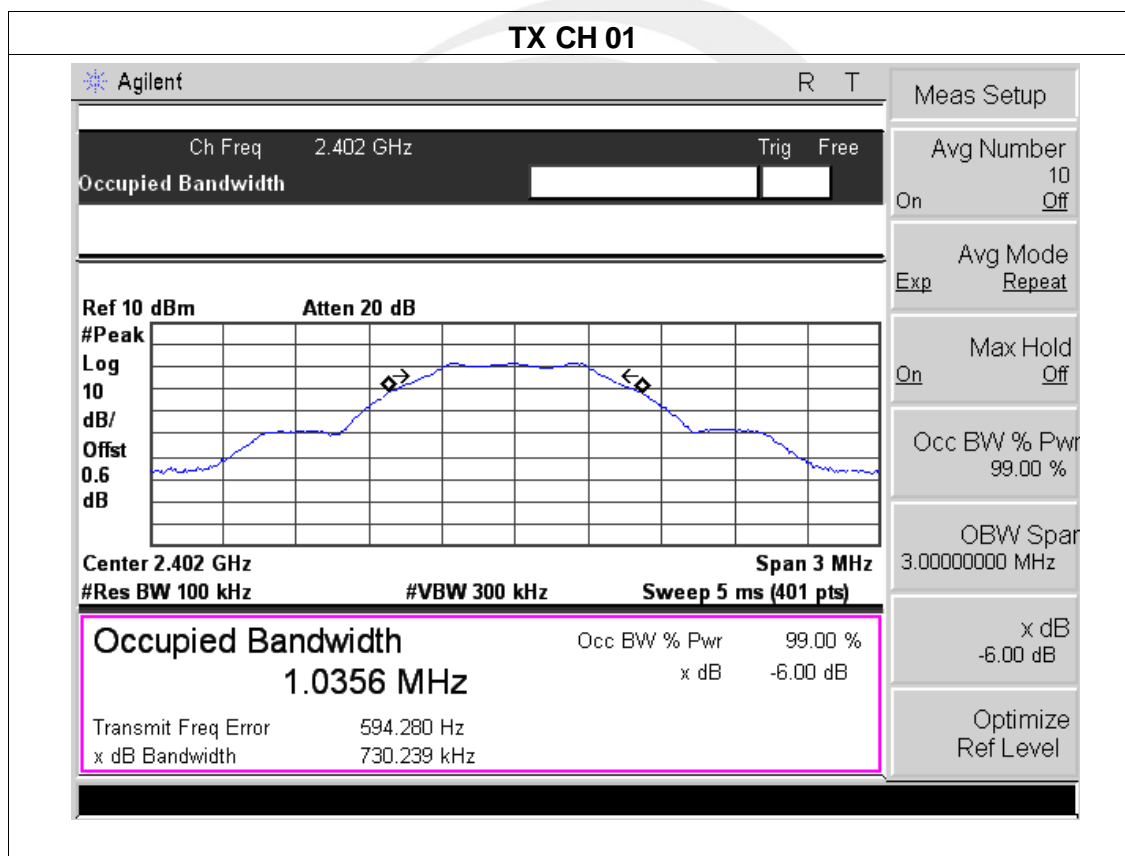 TX CH 01
Agilent R T
Ch Freq 2.402 GHz Trig Free
Occupied Bandwidth
Ref 10 dBm Atten 20 dB
#Peak
Log
10
dB/
Offst
0.6
dB
Center 2.402 GHz Span 3 MHz
#Res BW 100 kHz #VBW 300 kHz Sweep 5 ms (401 pts)
Occupied Bandwidth
1.0356 MHz
Occ BW % Pwr 99.00 %
x dB -6.00 dB
Transmit Freq Error 594.280 Hz
x dB Bandwidth 730.239 kHz
Meas Setup
Avg Number
10
On Off
Avg Mode
Exp Repeat
Max Hold
On Off
Occ BW % Pwr
99.00 %
OBW Span
3.00000000 MHz
x dB
-6.00 dB
Optimize
Ref Level